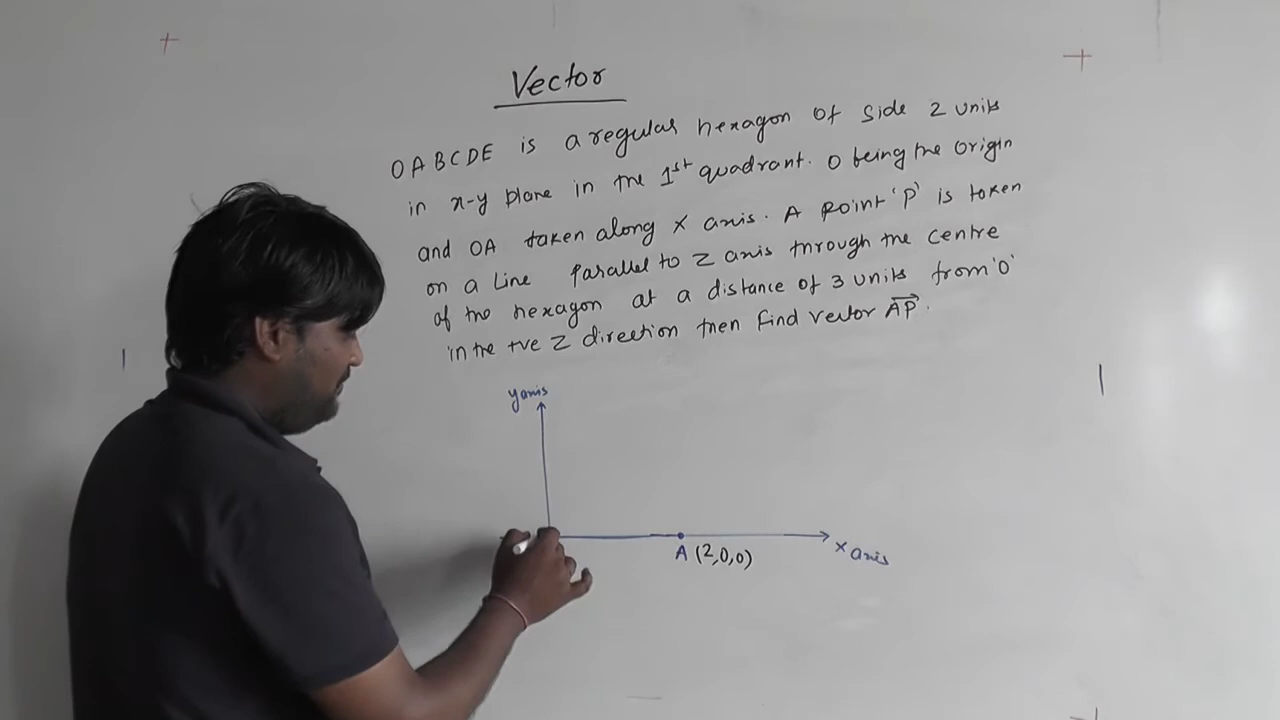 Vector
OABCDE is a regular hexagon of side 2 units
in x-y plane in the 1st quadrant. O being the origin
and OA taken along X axis. A point 'P' is taken
on a Line parallel to Z axis through the centre
of the hexagon at a distance of 3 units from 'O'
in the +ve Z direction then find vector AP.
y axis
A (2,0,0)
x axis